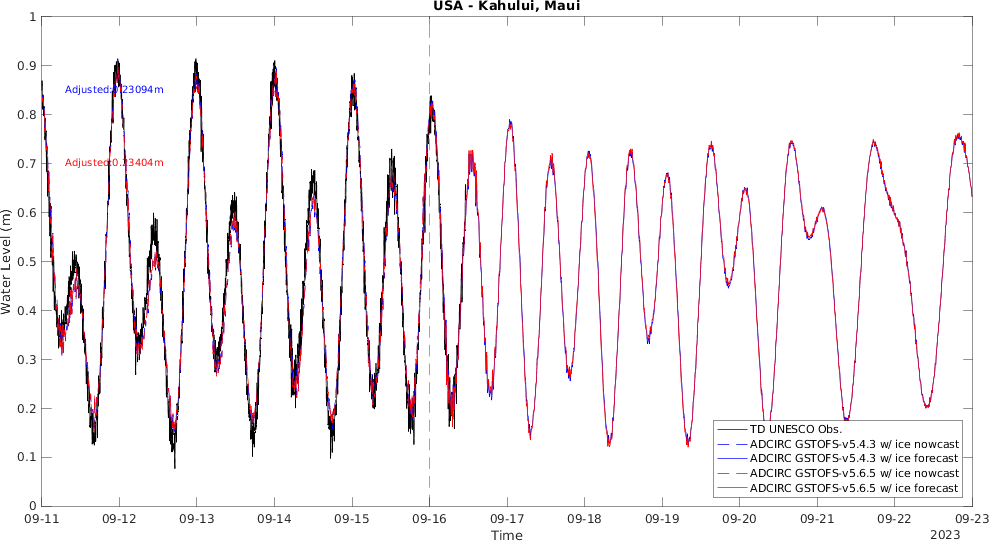 USA - Kahului, Maui
1
0.9
0.8
0.7
0.6
0.5
0.4
0.3
0.2
0.1
0
Water Level (m)
Adjusted:0.23094m
Adjusted:0.23404m
TD UNESCO Obs.
ADCIRC GSTOFS-v5.4.3 w/ ice nowcast
ADCIRC GSTOFS-v5.4.3 w/ ice forecast
ADCIRC GSTOFS-v5.6.5 w/ ice nowcast
ADCIRC GSTOFS-v5.6.5 w/ ice forecast
09-11 09-12 09-13 09-14 09-15 09-16 09-17 09-18 09-19 09-20 09-21 09-22 09-23
Time
2023